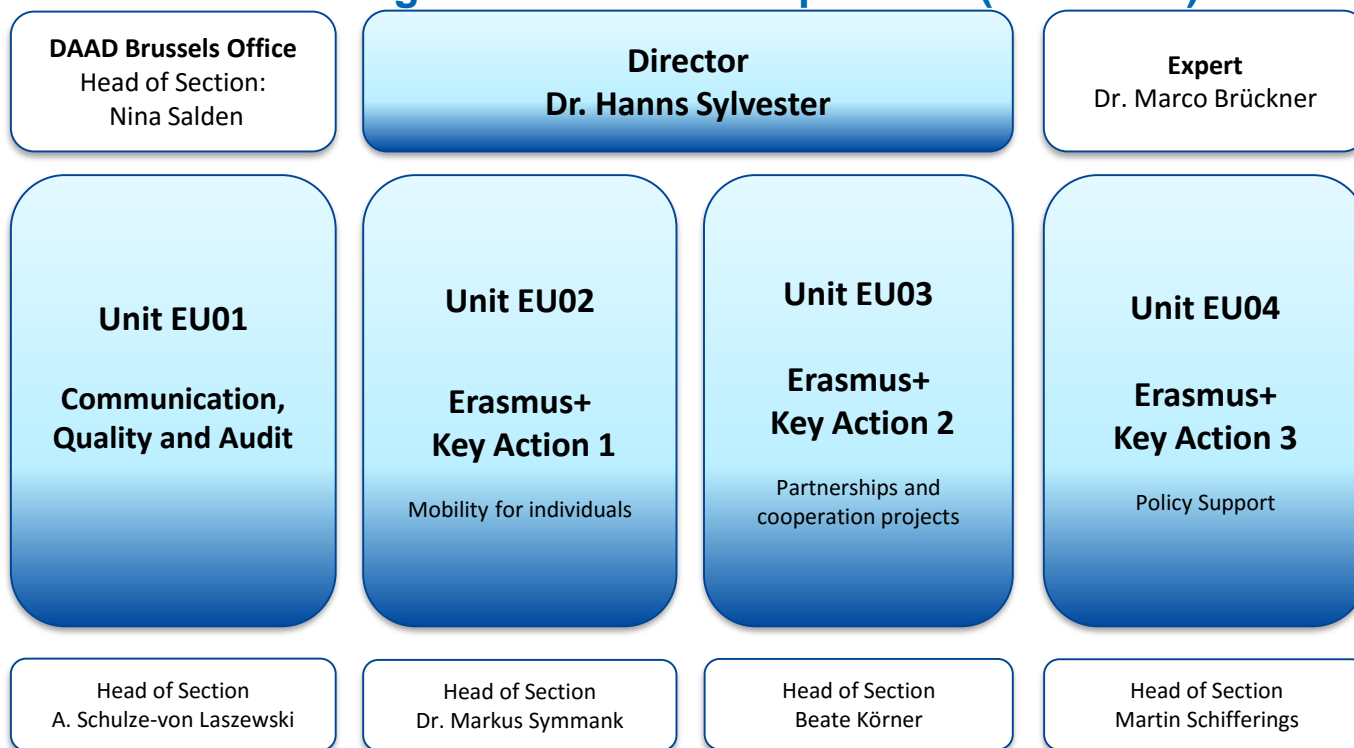 DAAD Brussels Office
Head of Section:
Nina Salden
Director
Dr. Hanns Sylvester
Expert
Dr. Marco Brückner
Unit EU01
Communication,
Quality and Audit
Unit EU02
Erasmus+
Key Action 1
Mobility for individuals
Unit EU03
Erasmus+
Key Action 2
Partnerships and
cooperation projects
Unit EU04
Erasmus+
Key Action 3
Policy Support
Head of Section
A. Schulze-von Laszewski
Head of Section
Dr. Markus Symmank
Head of Section
Beate Körner
Head of Section
Martin Schifferings